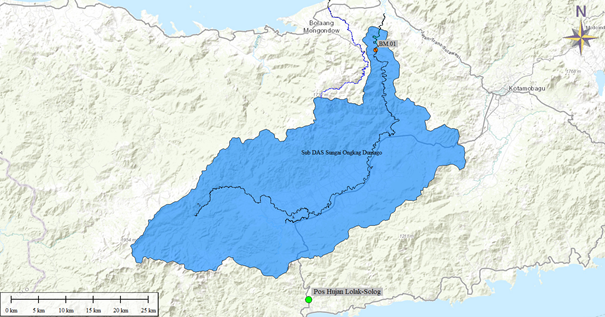 N
Bolaang
Mongondow
BM 01
Kotamobagu
Sub DAS Sungai Ongkag Dumogo
Pos Hujan Lolak-Solog
0 km 5 km 10 km 15 km 20 km 25 km